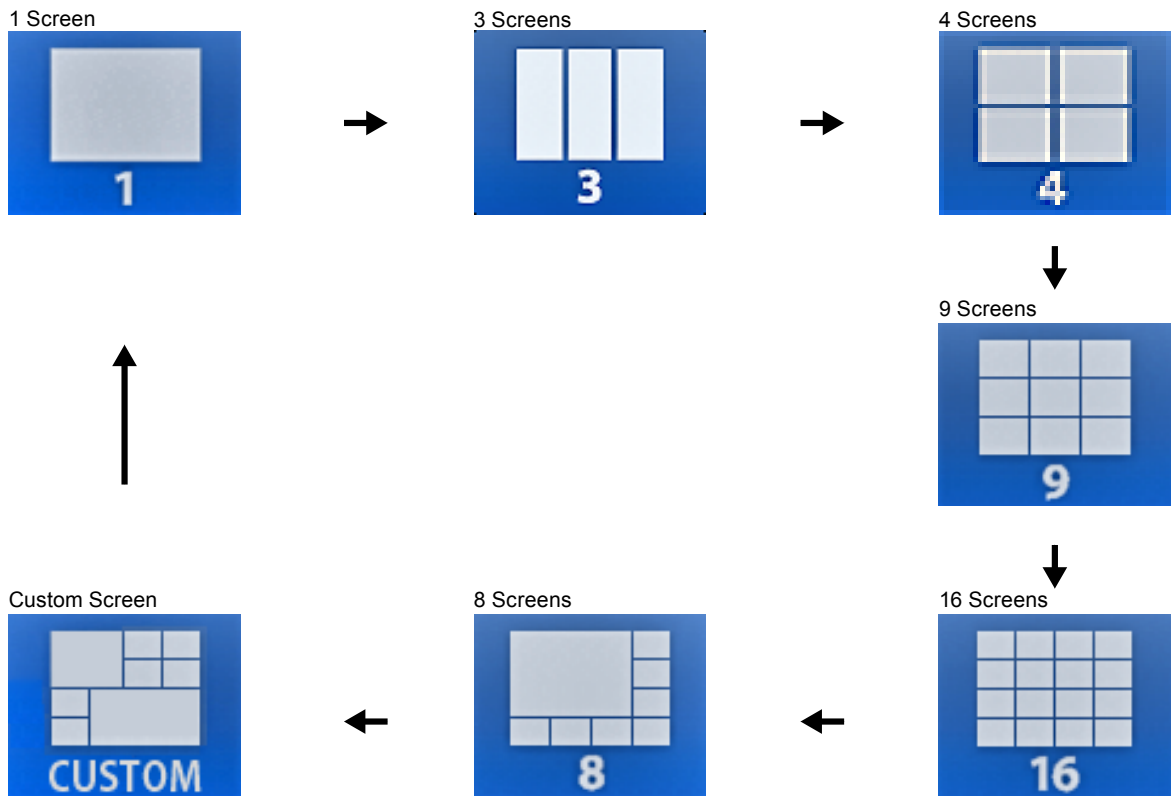 1 Screen
3 Screens
4 Screens
1
3
4
9 Screens
9
Custom Screen
8 Screens
16 Screens
CUSTOM
8
16